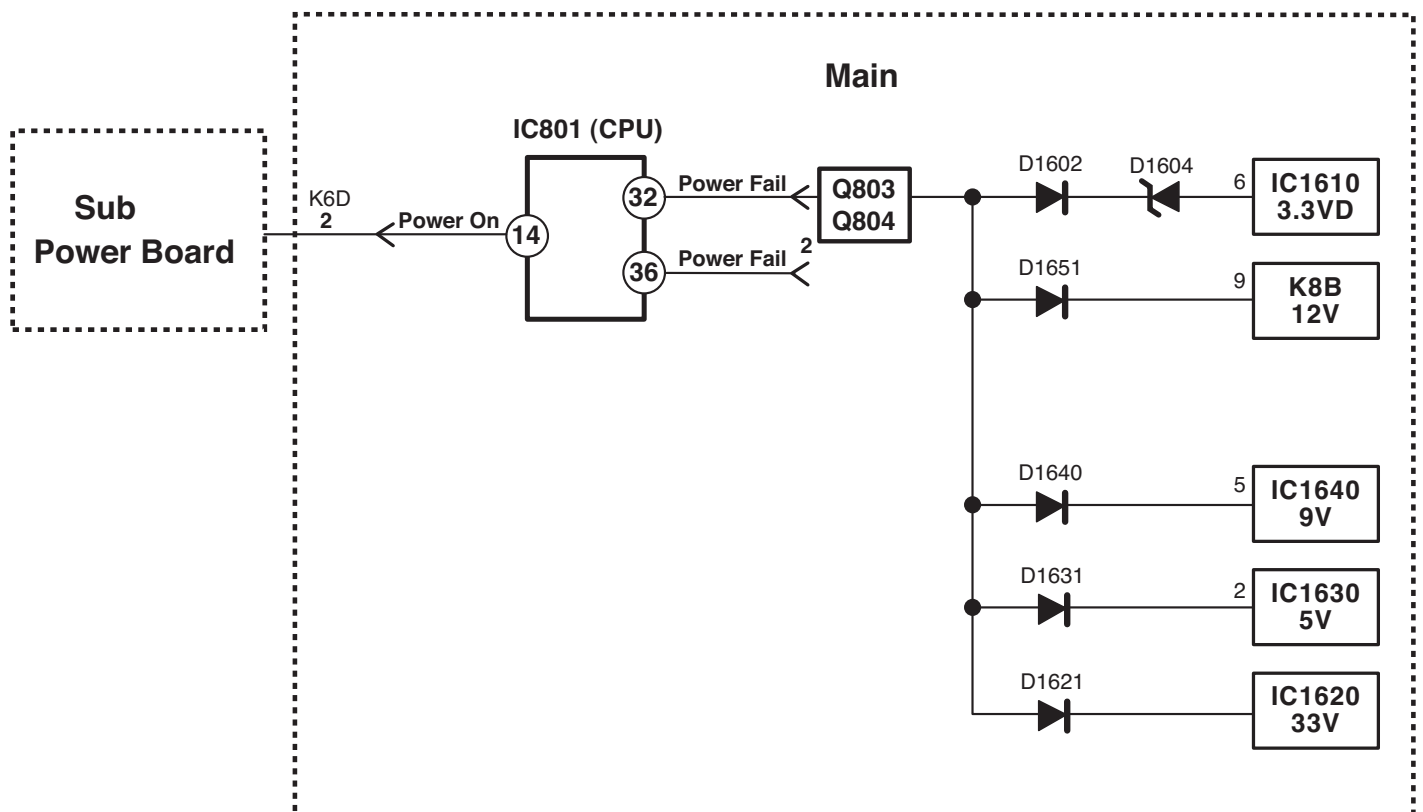 Main
Sub
Power Board
K6D
2
Power On
IC801 (CPU)
14
32
36
Power Fail
Power Fail
2
Q803
Q804
D1602
D1604
6
IC1610
3.3VD
D1651
9
K8B
12V
D1640
5
IC1640
9V
D1631
2
IC1630
5V
D1621
IC1620
33V